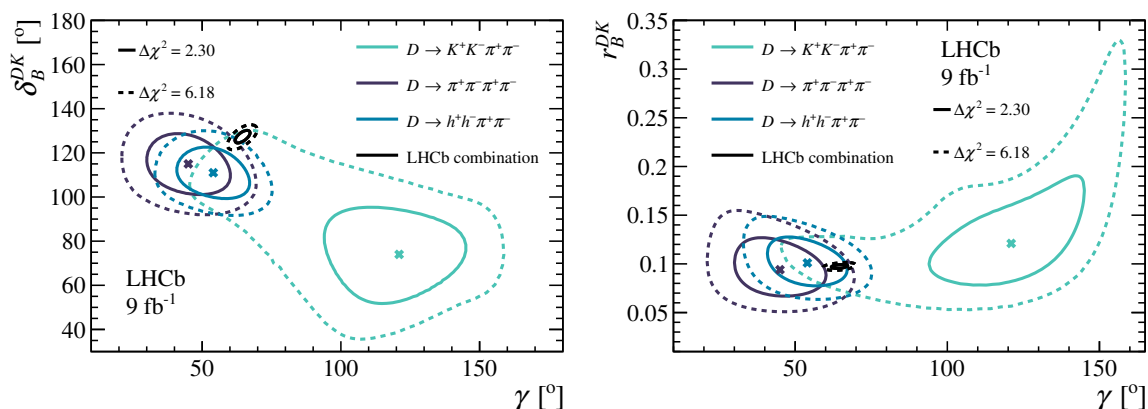 δ_B^{DK} [°]
180
160
140
120
100
80
60
40
Δχ² = 2.30
Δχ² = 6.18
D → K⁺K⁻π⁺π⁻
D → π⁺π⁻π⁺π⁻
D → h⁺h⁻π⁺π⁻
LHCb combination
LHCb
9 fb⁻¹
50 100 150
γ [°]
r_B^{DK}
0.35
0.3
0.25
0.2
0.15
0.1
0.05
D → K⁺K⁻π⁺π⁻
D → π⁺π⁻π⁺π⁻
D → h⁺h⁻π⁺π⁻
LHCb combination
LHCb
9 fb⁻¹
Δχ² = 2.30
Δχ² = 6.18
50 100 150
γ [°]